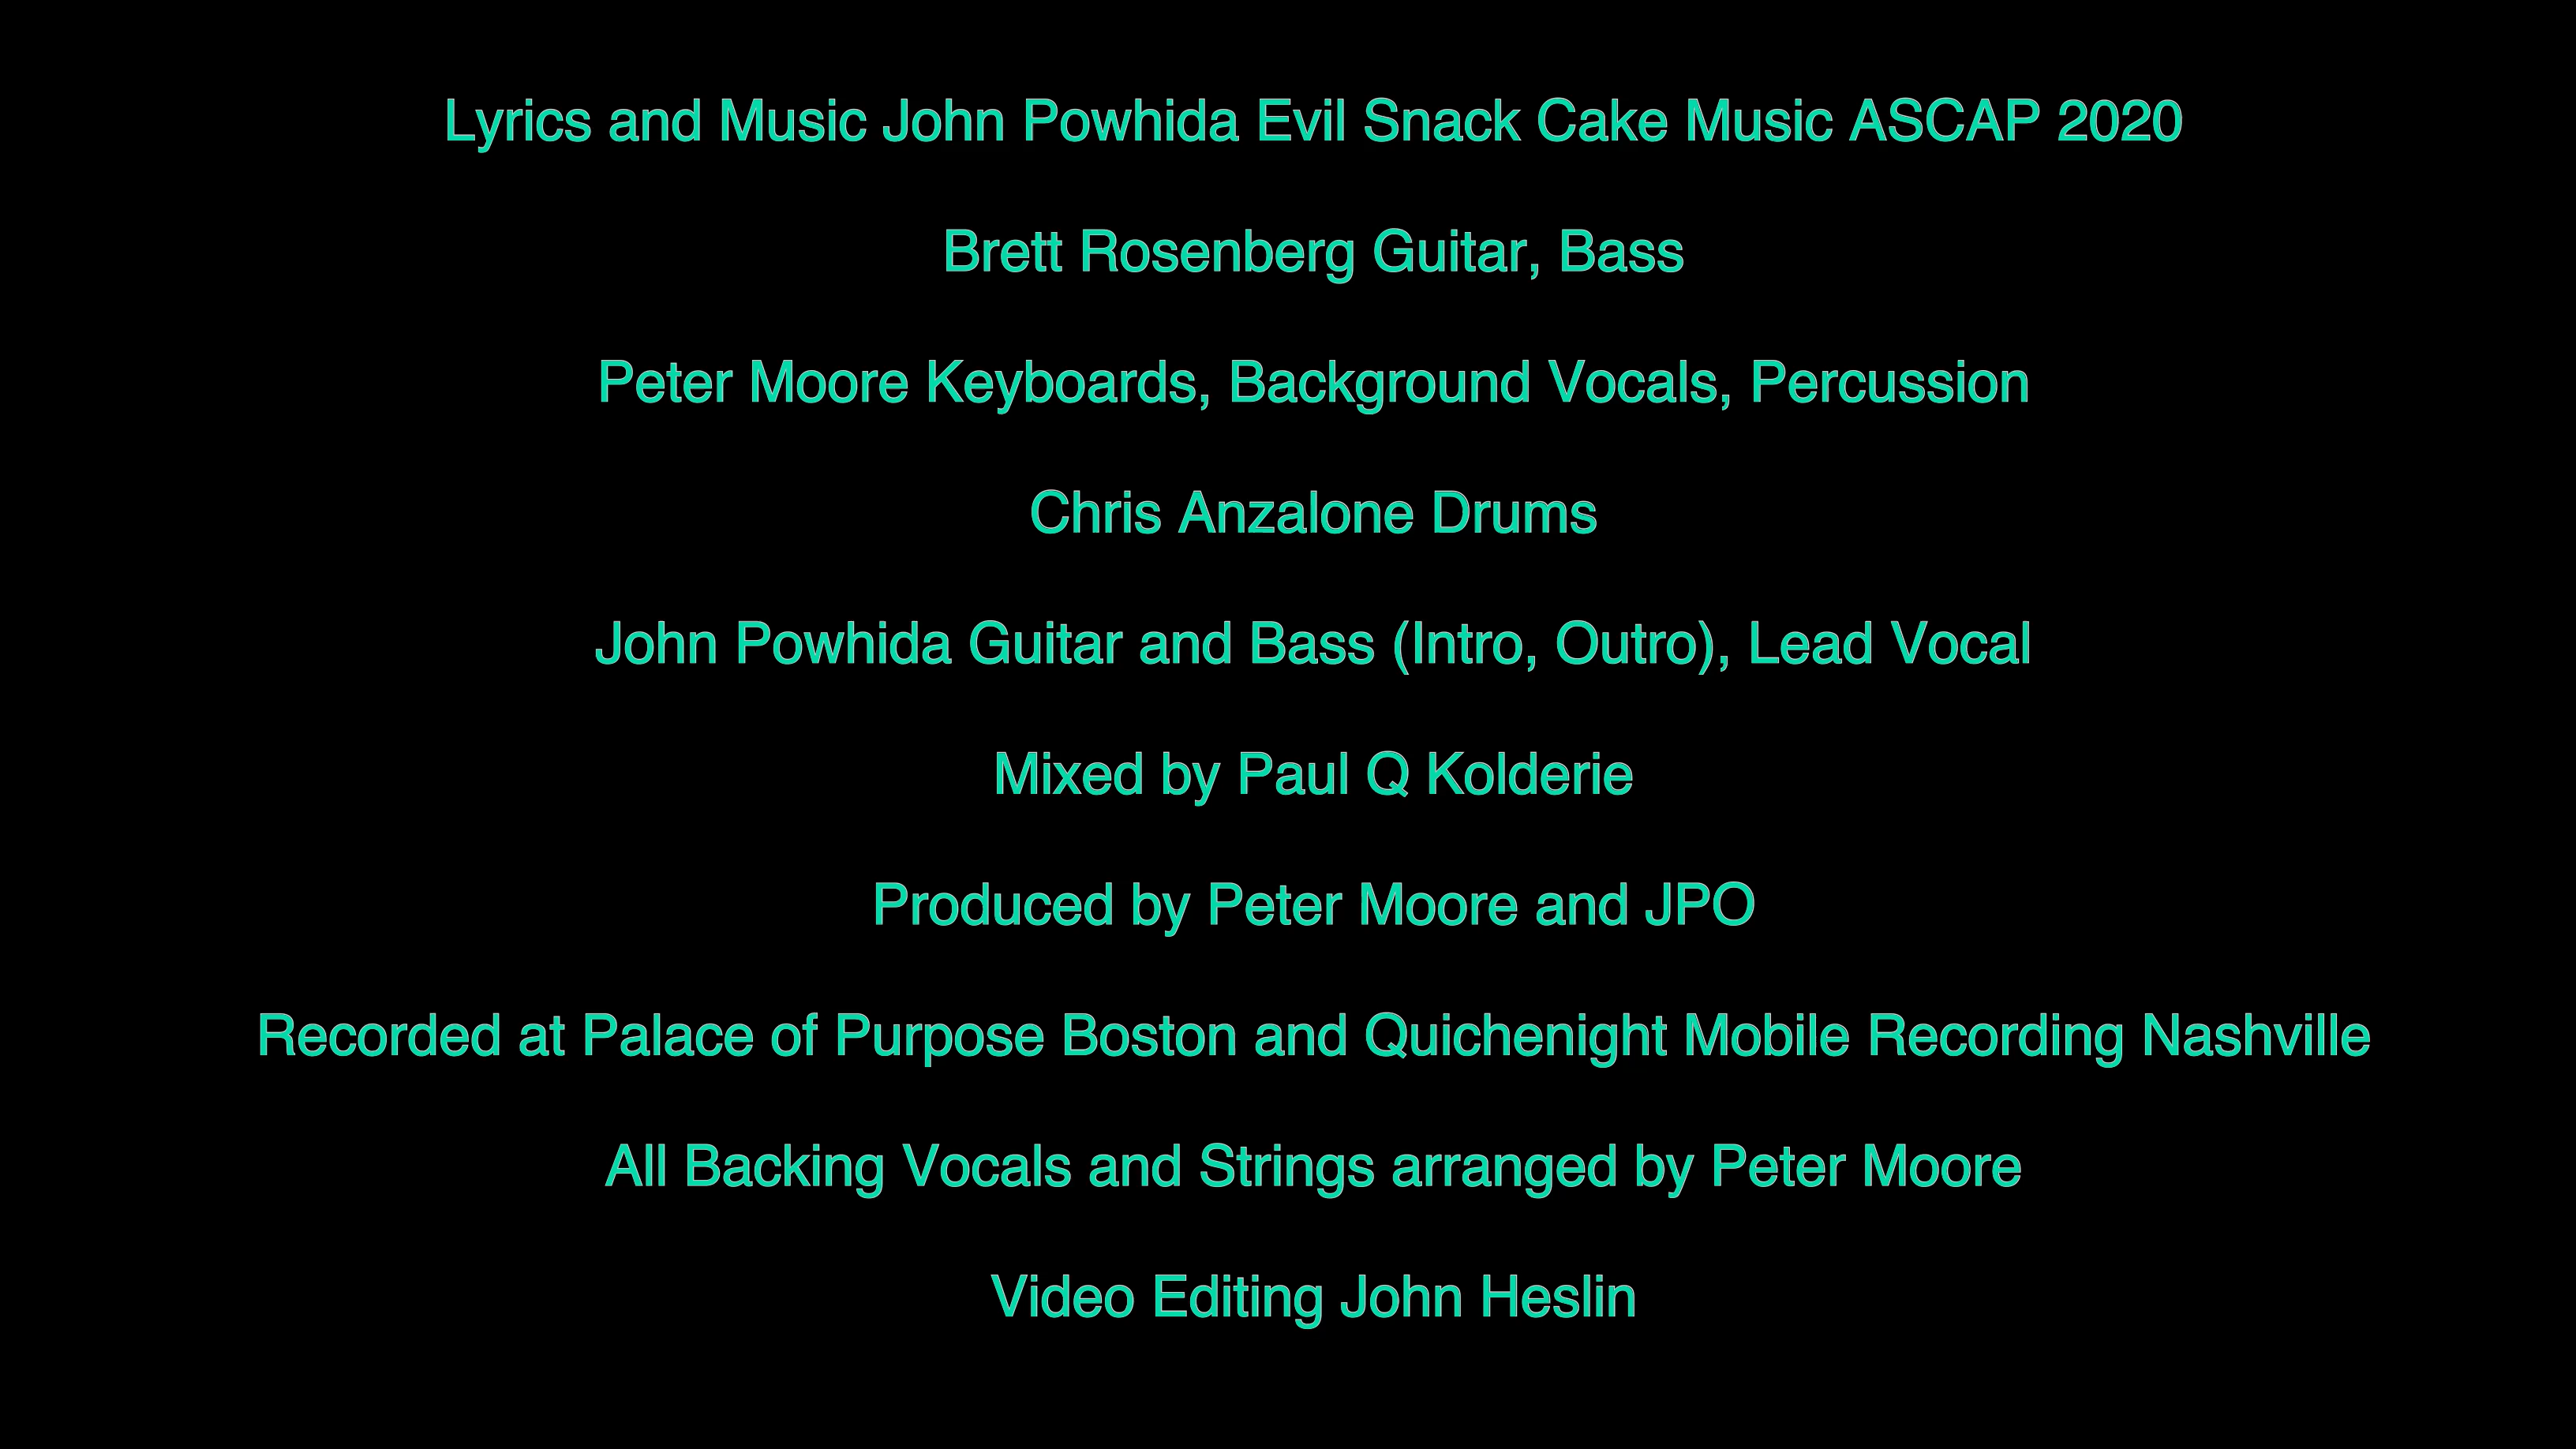 Lyrics and Music John Powhida Evil Snack Cake Music ASCAP 2020
Brett Rosenberg Guitar, Bass
Peter Moore Keyboards, Background Vocals, Percussion
Chris Anzalone Drums
John Powhida Guitar and Bass (Intro, Outro), Lead Vocal
Mixed by Paul Q Kolderie
Produced by Peter Moore and JPO
Recorded at Palace of Purpose Boston and Quichenight Mobile Recording Nashville
All Backing Vocals and Strings arranged by Peter Moore
Video Editing John Heslin